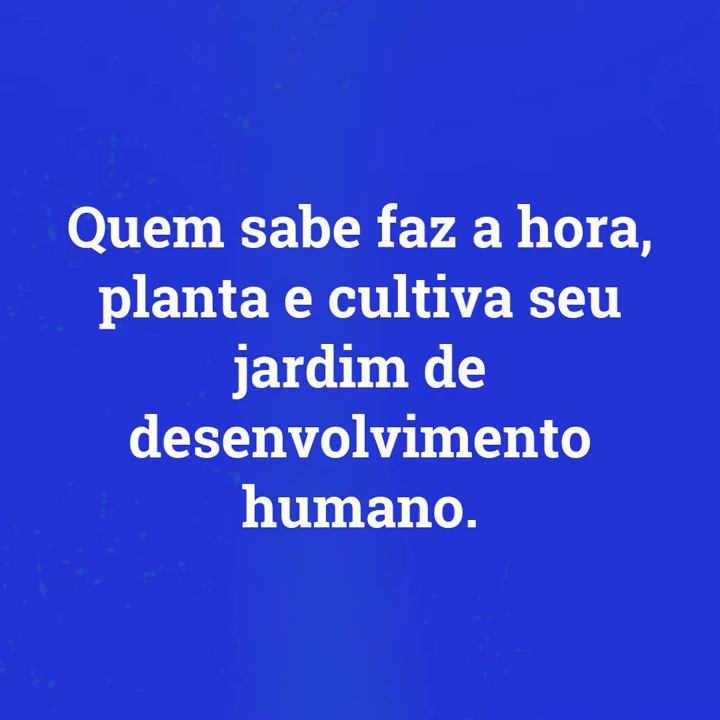 Quem sabe faz a hora,
planta e cultiva seu
jardim de
desenvolvimento
humano.